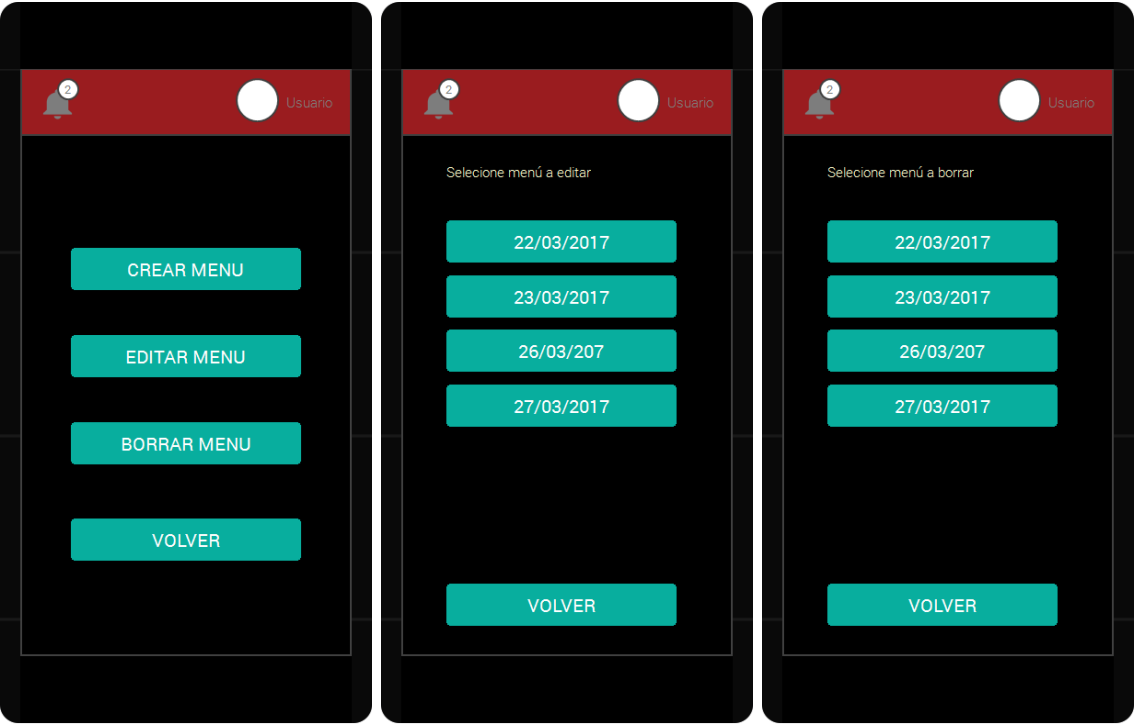 2
Usuario
CREAR MENU
EDITAR MENU
BORRAR MENU
VOLVER
2
Usuario
Selecione menú a editar
22/03/2017
23/03/2017
26/03/207
27/03/2017
VOLVER
2
Usuario
Selecione menú a borrar
22/03/2017
23/03/2017
26/03/207
27/03/2017
VOLVER